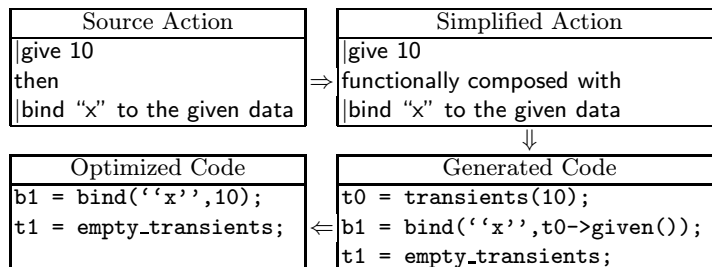 Source Action
|give 10
then
|bind “x” to the given data
⇒
Simplified Action
|give 10
functionally composed with
|bind “x” to the given data
⇓
Generated Code
t0 = transients(10);
b1 = bind(‘‘x’’,t0->given());
t1 = empty_transients;
⇐
Optimized Code
b1 = bind(‘‘x’’,10);
t1 = empty_transients;